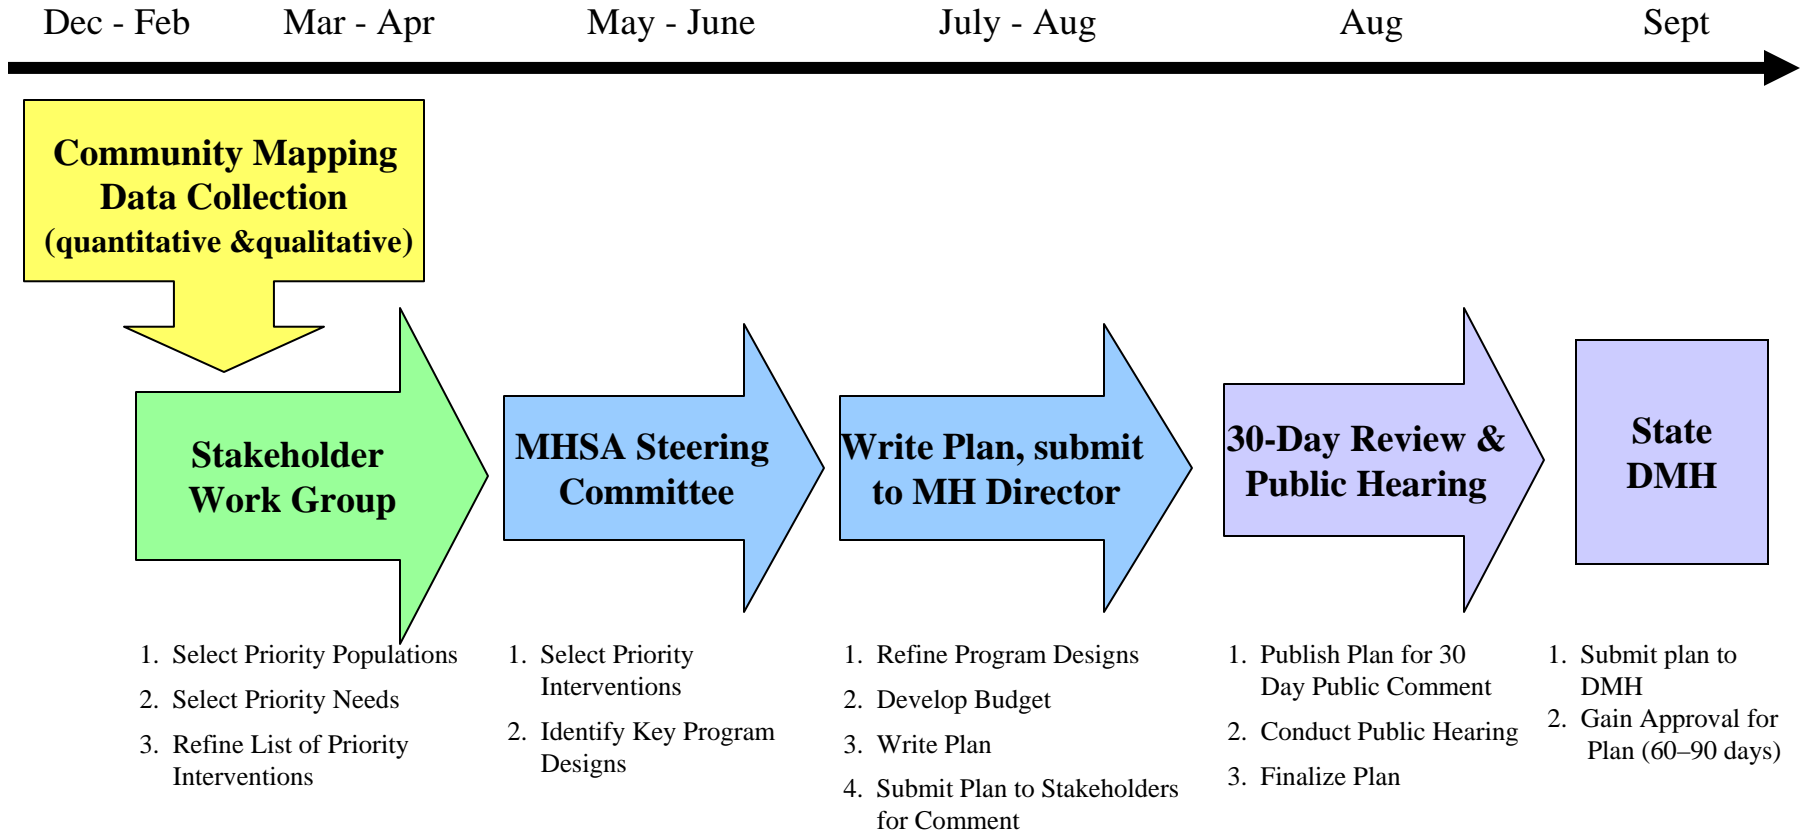 Dec - Feb
Mar - Apr
May - June
July - Aug
Aug
Sept
Community Mapping
Data Collection
(quantitative &qualitative)
Stakeholder
Work Group
MHSA Steering
Committee
Write Plan, submit
to MH Director
30-Day Review &
Public Hearing
State
DMH
1. Select Priority Populations
2. Select Priority Needs
3. Refine List of Priority
Interventions
1. Select Priority
Interventions
2. Identify Key Program
Designs
1. Refine Program Designs
2. Develop Budget
3. Write Plan
4. Submit Plan to Stakeholders
for Comment
1. Publish Plan for 30
Day Public Comment
2. Conduct Public Hearing
3. Finalize Plan
1. Submit plan to
DMH
2. Gain Approval for
Plan (60–90 days)